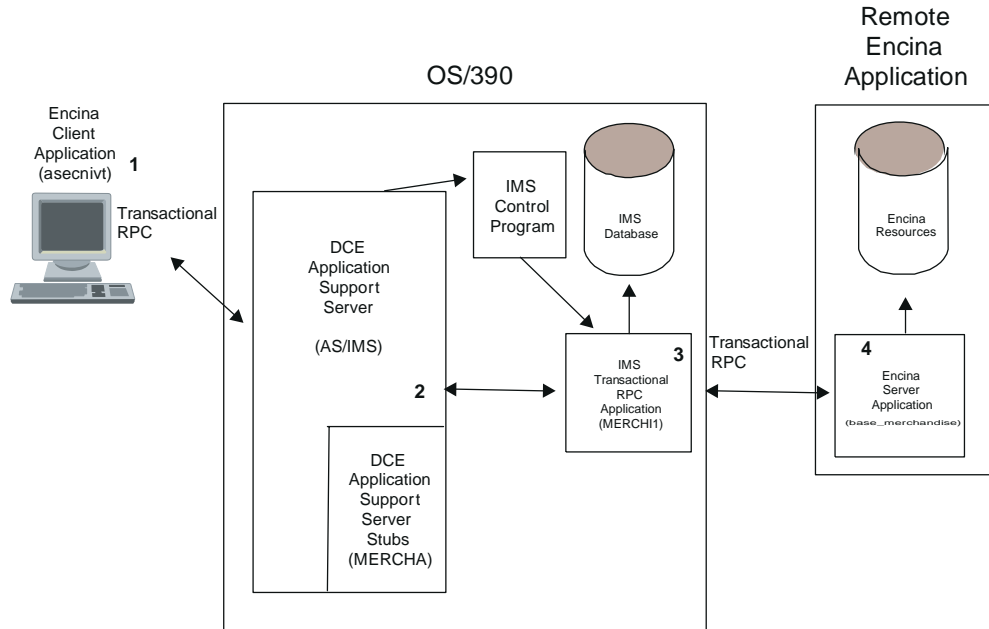 Remote
Encina
Application
OS/390
Encina
Client
Application
(asecnivt)
1
Transactional
RPC
DCE
Application
Support
Server
(AS/IMS)
2
DCE
Application
Support
Server
Stubs
(MERCHA)
IMS
Control
Program
IMS
Database
3
IMS
Transactional
RPC
Application
(MERCHI1)
Transactional
RPC
Encina
Resources
4
Encina
Server
Application
(base_merchandise)